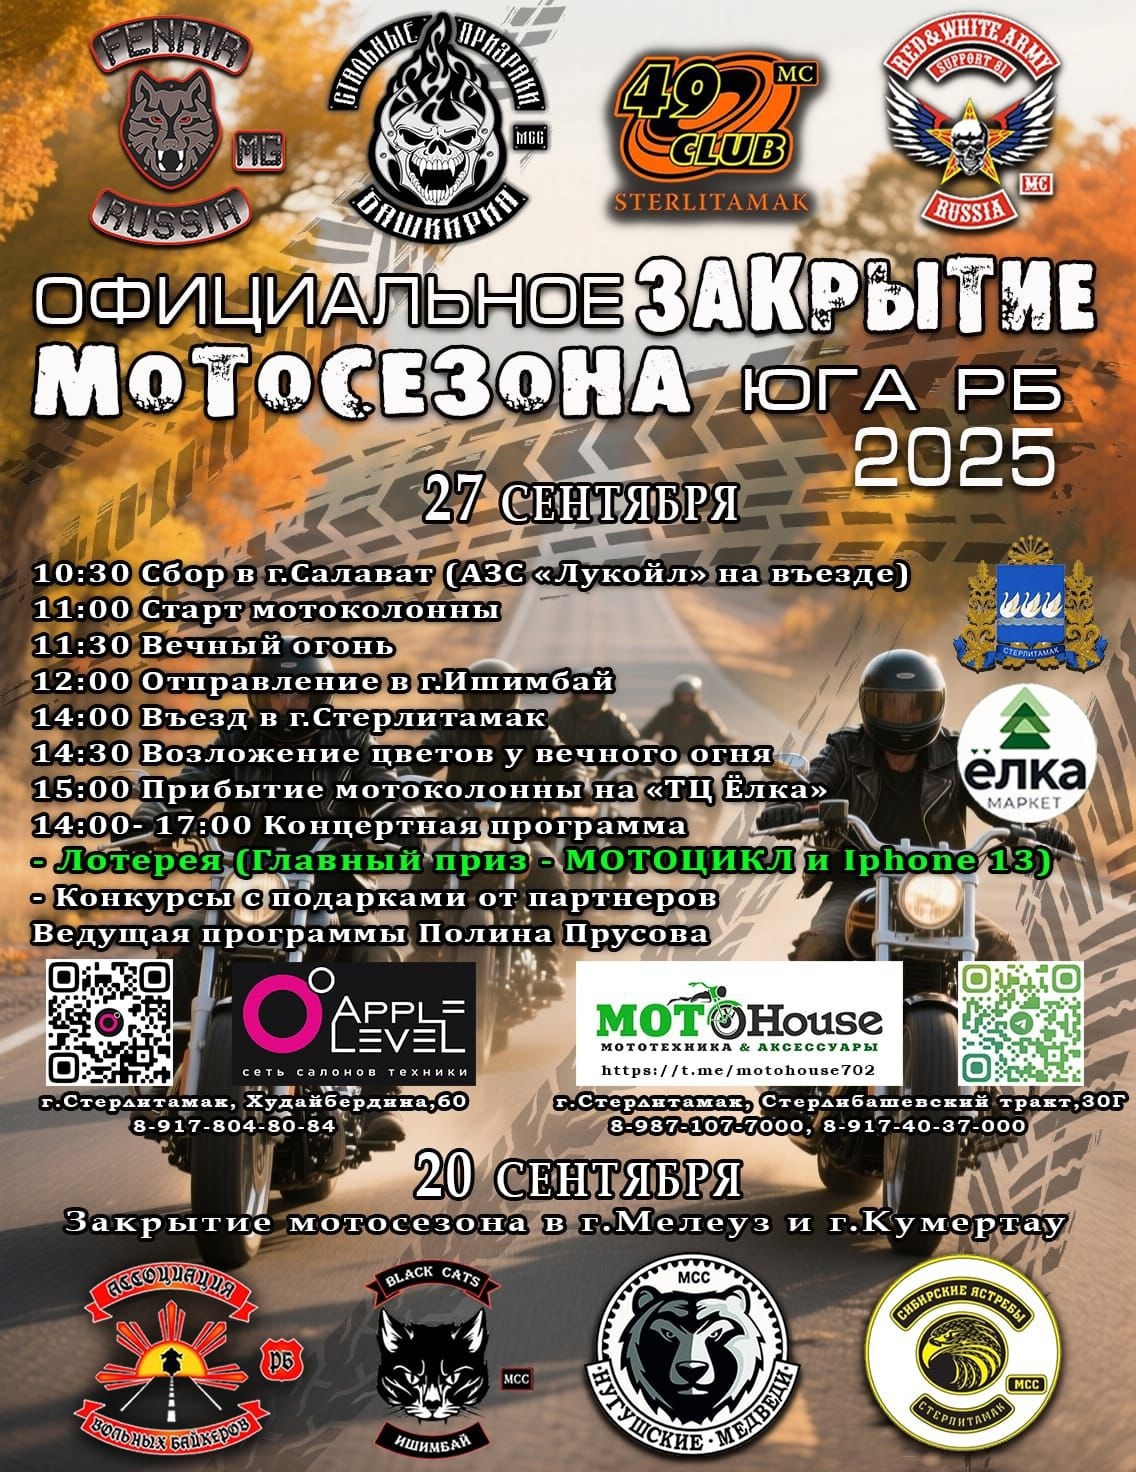 FENRIR
MG
RUSSIA
СТАЛЬНЫЕ ПРИЗРАКИ
MCC
БАШКИРИЯ
49
MC
CLUB
STERLITAMAK
RED&WHITE ARMY
SUPPORT 81
MC
RUSSIA
ОФИЦИАЛЬНОЕ ЗАКРЫТИЕ
МОТОСЕЗОНА ЮГА РБ
2025
27 СЕНТЯБРЯ
10:30 Сбор в г.Салават (АЗС «Лукойл» на въезде)
11:00 Старт мотоколонны
11:30 Вечный огонь
12:00 Отправление в г.Ишимбай
14:00 Въезд в г.Стерлитамак
14:30 Возложение цветов у вечного огня
15:00 Прибытие мотоколонны на «ТЦ Ёлка»
14:00- 17:00 Концертная программа
- Лотерея (Главный приз - МОТОЦИКЛ и Iphone 13)
- Конкурсы с подарками от партнеров
Ведущая программы Полина Прусова
СТЕРЛИТАМАК
ёлка
МАРКЕТ
APPLE
LEVEL
сеть салонов техники
г.Стерлитамак, Худайбердина,60
8-917-804-80-84
МОТОHouse
МОТОТЕХНИКА & АКСЕССУАРЫ
https://t.me/motohouse702
г.Стерлитамак, Стерлибашевский тракт,30Г
8-987-107-7000, 8-917-40-37-000
20 СЕНТЯБРЯ
Закрытие мотосезона в г.Мелеуз и г.Кумертау
АССОЦИАЦИЯ
РБ
ВОЛЬНЫХ БАЙКЕРОВ
BLACK CATS
MCC
ИШИМБАЙ
МСС
НУГУШСКИЕ·МЕДВЕДИ
СИБИРСКИЕ ЯСТРЕБЫ
МСС
СТЕРЛИТАМАК